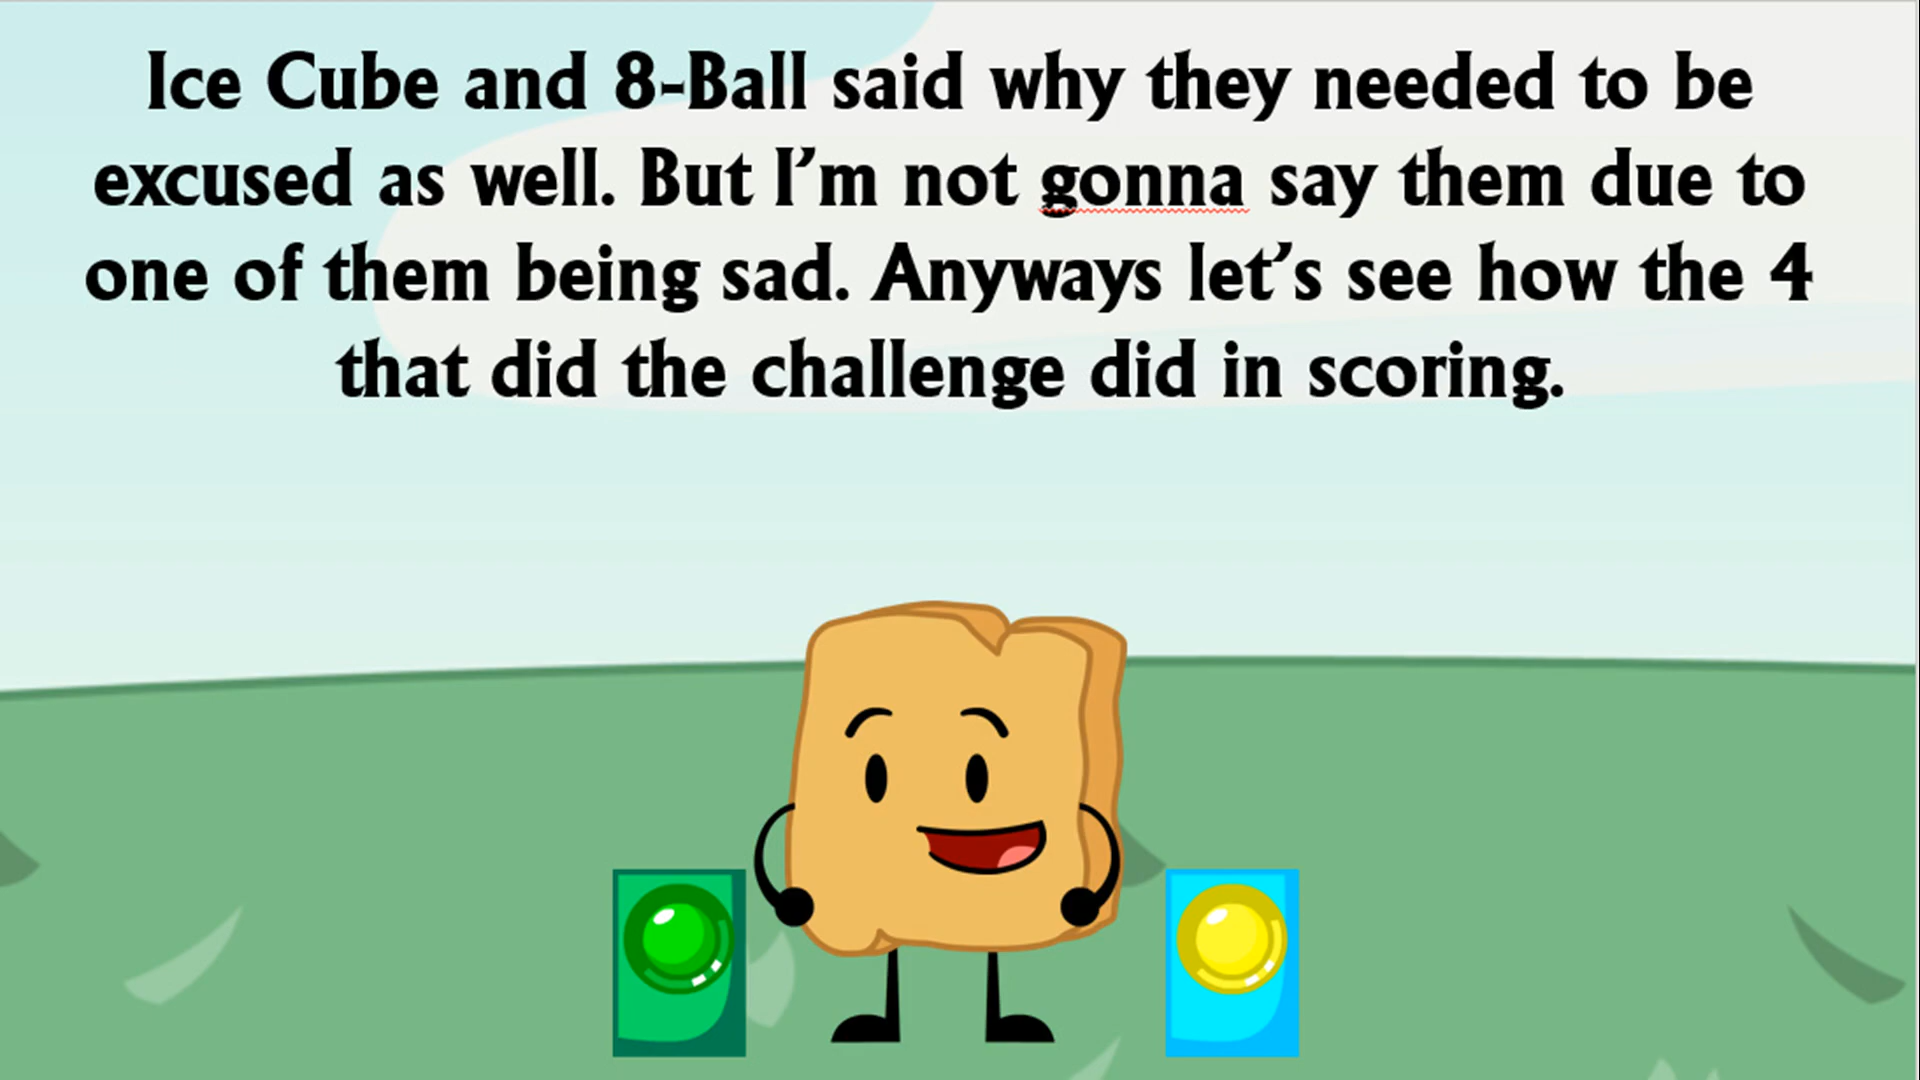 Ice Cube and 8-Ball said why they needed to be
excused as well. But I’m not gonna say them due to
one of them being sad. Anyways let’s see how the 4
that did the challenge did in scoring.